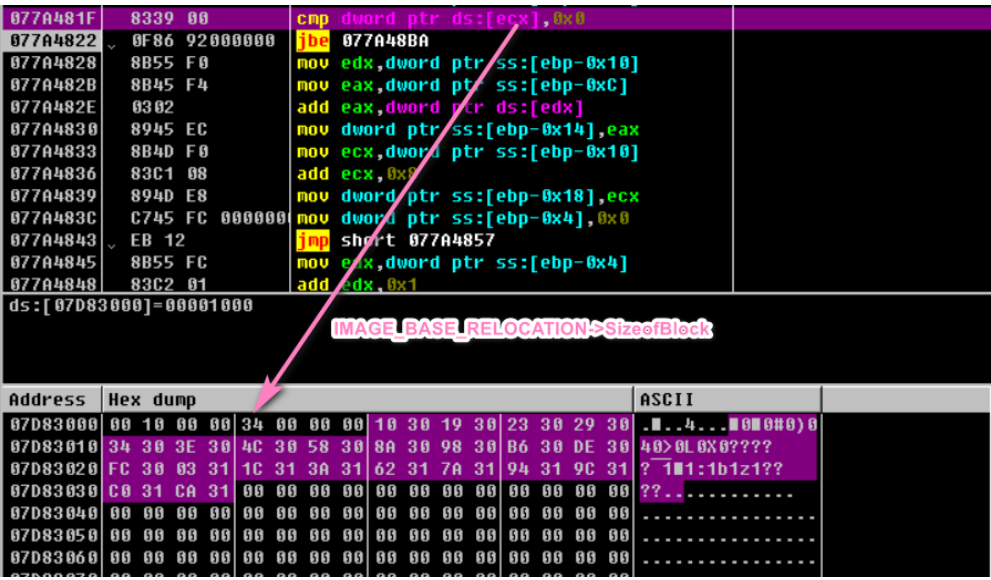 077A481F 8339 00 cmp dword ptr ds:[ecx],0x0
077A4822 0F86 92000000 jbe 077A48BA
077A4828 8B55 F0 mov edx,dword ptr ss:[ebp-0x10]
077A482B 8B45 F4 mov eax,dword ptr ss:[ebp-0xC]
077A482E 0302 add eax,dword ptr ds:[edx]
077A4830 8945 EC mov dword ptr ss:[ebp-0x14],eax
077A4833 8B4D F0 mov ecx,dword ptr ss:[ebp-0x10]
077A4836 83C1 08 add ecx,0x8
077A4839 894D E8 mov dword ptr ss:[ebp-0x18],ecx
077A483C C745 FC 000000 mov dword ptr ss:[ebp-0x4],0x0
077A4843 EB 12 jmp short 077A4857
077A4845 8B55 FC mov edx,dword ptr ss:[ebp-0x4]
077A4848 83C2 01 add edx,0x1
ds:[07D83000]=00001000
IMAGE_BASE_RELOCATION->SizeofBlock
Address Hex dump ASCII
07D83000 00 10 00 00 34 00 00 00 10 30 19 30 23 30 29 30 .■..4...■0■0#0)0
07D83010 34 30 3E 30 4C 30 58 30 8A 30 98 30 B6 30 DE 30 40>0L0X0????
07D83020 FC 30 03 31 1C 31 3A 31 62 31 7A 31 94 31 9C 31 ? 1■1:1b1z1??
07D83030 C0 31 CA 31 00 00 00 00 00 00 00 00 00 00 00 00 ??............
07D83040 00 00 00 00 00 00 00 00 00 00 00 00 00 00 00 00 ................
07D83050 00 00 00 00 00 00 00 00 00 00 00 00 00 00 00 00 ................
07D83060 00 00 00 00 00 00 00 00 00 00 00 00 00 00 00 00 ................